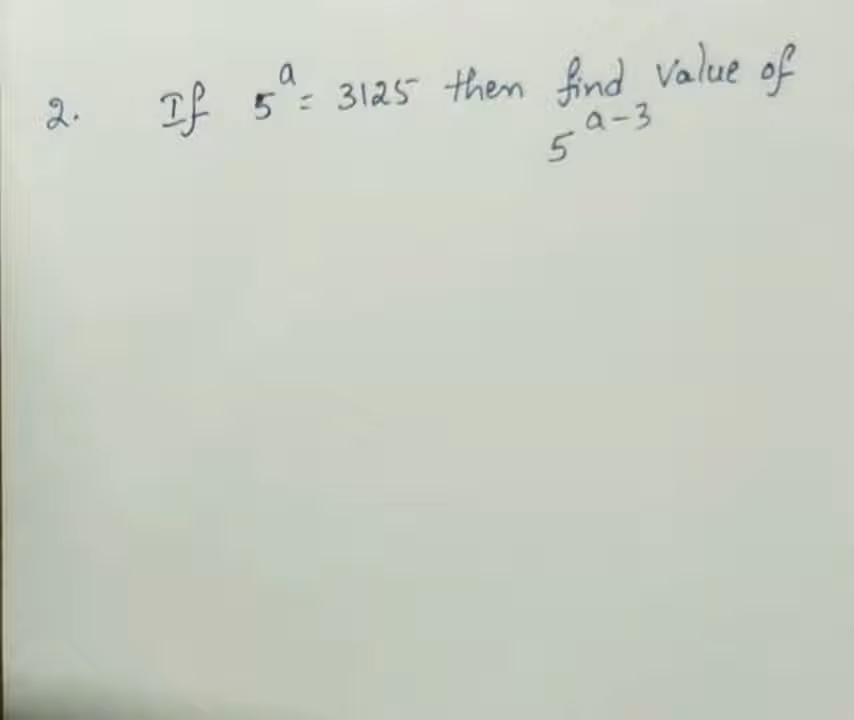 2. If 5^a = 3125 then find value of
5^a-3